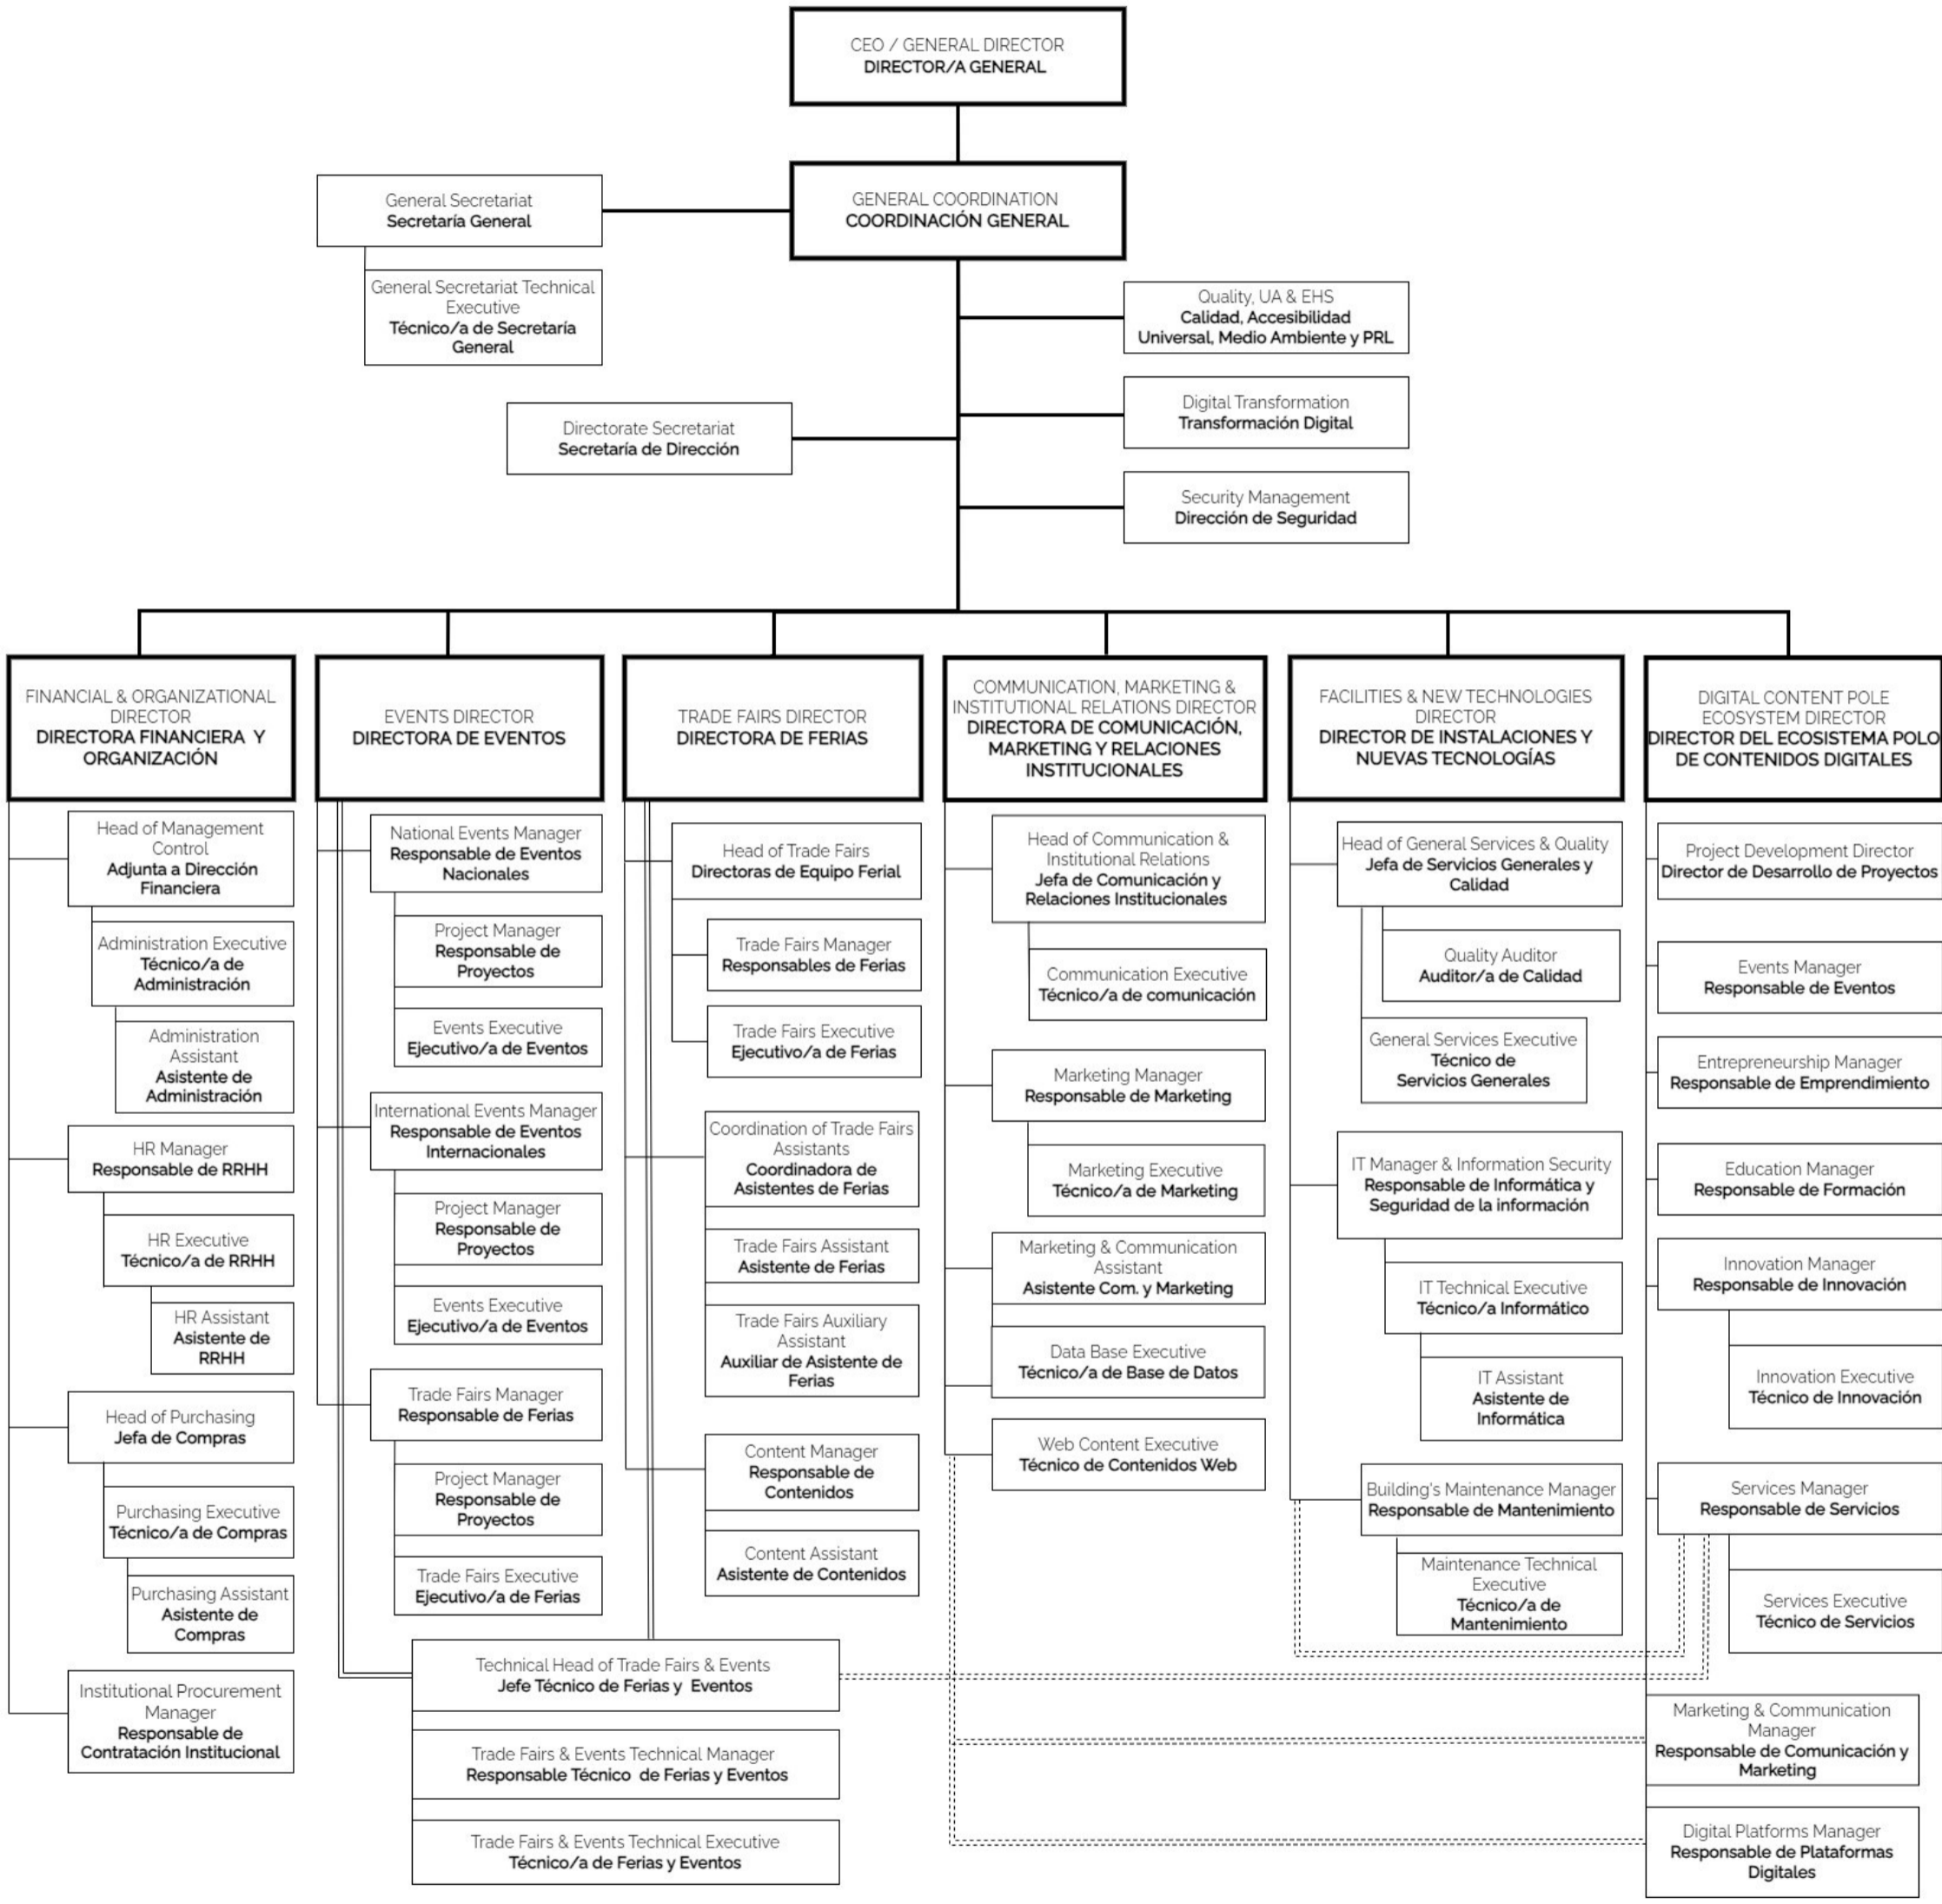 CEO / GENERAL DIRECTOR
DIRECTOR/A GENERAL
GENERAL COORDINATION
COORDINACIÓN GENERAL
General Secretariat
Secretaría General
General Secretariat Technical
Executive
Técnico/a de Secretaría
General
Quality, UA & EHS
Calidad, Accesibilidad
Universal, Medio Ambiente y PRL
Digital Transformation
Transformación Digital
Directorate Secretariat
Secretaría de Dirección
Security Management
Dirección de Seguridad
FINANCIAL & ORGANIZATIONAL
DIRECTOR
DIRECTORA FINANCIERA Y
ORGANIZACIÓN
Head of Management
Control
Adjunta a Dirección
Financiera
Administration Executive
Técnico/a de
Administración
Administration
Assistant
Asistente de
Administración
HR Manager
Responsable de RRHH
HR Executive
Técnico/a de RRHH
HR Assistant
Asistente de
RRHH
Head of Purchasing
Jefa de Compras
Purchasing Executive
Técnico/a de Compras
Purchasing Assistant
Asistente de
Compras
Institutional Procurement
Manager
Responsable de
Contratación Institucional
EVENTS DIRECTOR
DIRECTORA DE EVENTOS
National Events Manager
Responsable de Eventos
Nacionales
Project Manager
Responsable de
Proyectos
Events Executive
Ejecutivo/a de Eventos
International Events Manager
Responsable de Eventos
Internacionales
Project Manager
Responsable de
Proyectos
Events Executive
Ejecutivo/a de Eventos
Trade Fairs Manager
Responsable de Ferias
Project Manager
Responsable de
Proyectos
Trade Fairs Executive
Ejecutivo/a de Ferias
TRADE FAIRS DIRECTOR
DIRECTORA DE FERIAS
Head of Trade Fairs
Directoras de Equipo Ferial
Trade Fairs Manager
Responsables de Ferias
Trade Fairs Executive
Ejecutivo/a de Ferias
Coordination of Trade Fairs
Assistants
Coordinadora de
Asistentes de Ferias
Trade Fairs Assistant
Asistente de Ferias
Trade Fairs Auxiliary
Assistant
Auxiliar de Asistente de
Ferias
Content Manager
Responsable de
Contenidos
Content Assistant
Asistente de Contenidos
Technical Head of Trade Fairs & Events
Jefe Técnico de Ferias y Eventos
Trade Fairs & Events Technical Manager
Responsable Técnico de Ferias y Eventos
Trade Fairs & Events Technical Executive
Técnico/a de Ferias y Eventos
COMMUNICATION, MARKETING &
INSTITUTIONAL RELATIONS DIRECTOR
DIRECTORA DE COMUNICACIÓN,
MARKETING Y RELACIONES
INSTITUCIONALES
Head of Communication &
Institutional Relations
Jefa de Comunicación y
Relaciones Institucionales
Communication Executive
Técnico/a de comunicación
Marketing Manager
Responsable de Marketing
Marketing Executive
Técnico/a de Marketing
Marketing & Communication
Assistant
Asistente Com. y Marketing
Data Base Executive
Técnico/a de Base de Datos
Web Content Executive
Técnico de Contenidos Web
FACILITIES & NEW TECHNOLOGIES
DIRECTOR
DIRECTOR DE INSTALACIONES Y
NUEVAS TECNOLOGÍAS
Head of General Services & Quality
Jefa de Servicios Generales y
Calidad
Quality Auditor
Auditor/a de Calidad
General Services Executive
Técnico de
Servicios Generales
IT Manager & Information Security
Responsable de Informática y
Seguridad de la información
IT Technical Executive
Técnico/a Informático
IT Assistant
Asistente de
Informática
Building's Maintenance Manager
Responsable de Mantenimiento
Maintenance Technical
Executive
Técnico/a de
Mantenimiento
DIGITAL CONTENT POLE
ECOSYSTEM DIRECTOR
DIRECTOR DEL ECOSISTEMA POLO
DE CONTENIDOS DIGITALES
Project Development Director
Director de Desarrollo de Proyectos
Events Manager
Responsable de Eventos
Entrepreneurship Manager
Responsable de Emprendimiento
Education Manager
Responsable de Formación
Innovation Manager
Responsable de Innovación
Innovation Executive
Técnico de Innovación
Services Manager
Responsable de Servicios
Services Executive
Técnico de Servicios
Marketing & Communication
Manager
Responsable de Comunicación y
Marketing
Digital Platforms Manager
Responsable de Plataformas
Digitales